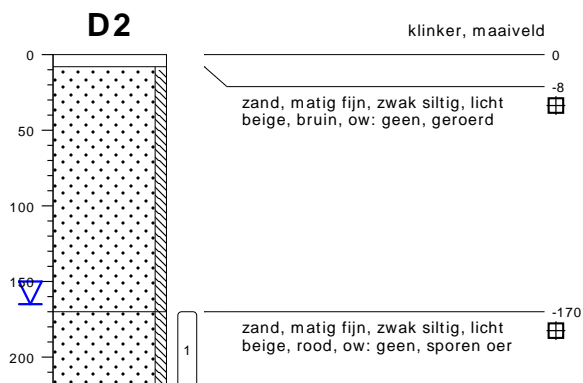 D2
klinker, maaiveld
0
0
-8
zand, matig fijn, zwak siltig, licht
beige, bruin, ow: geen, geroerd
50
100
150
-170
zand, matig fijn, zwak siltig, licht
beige, rood, ow: geen, sporen oer
1
200